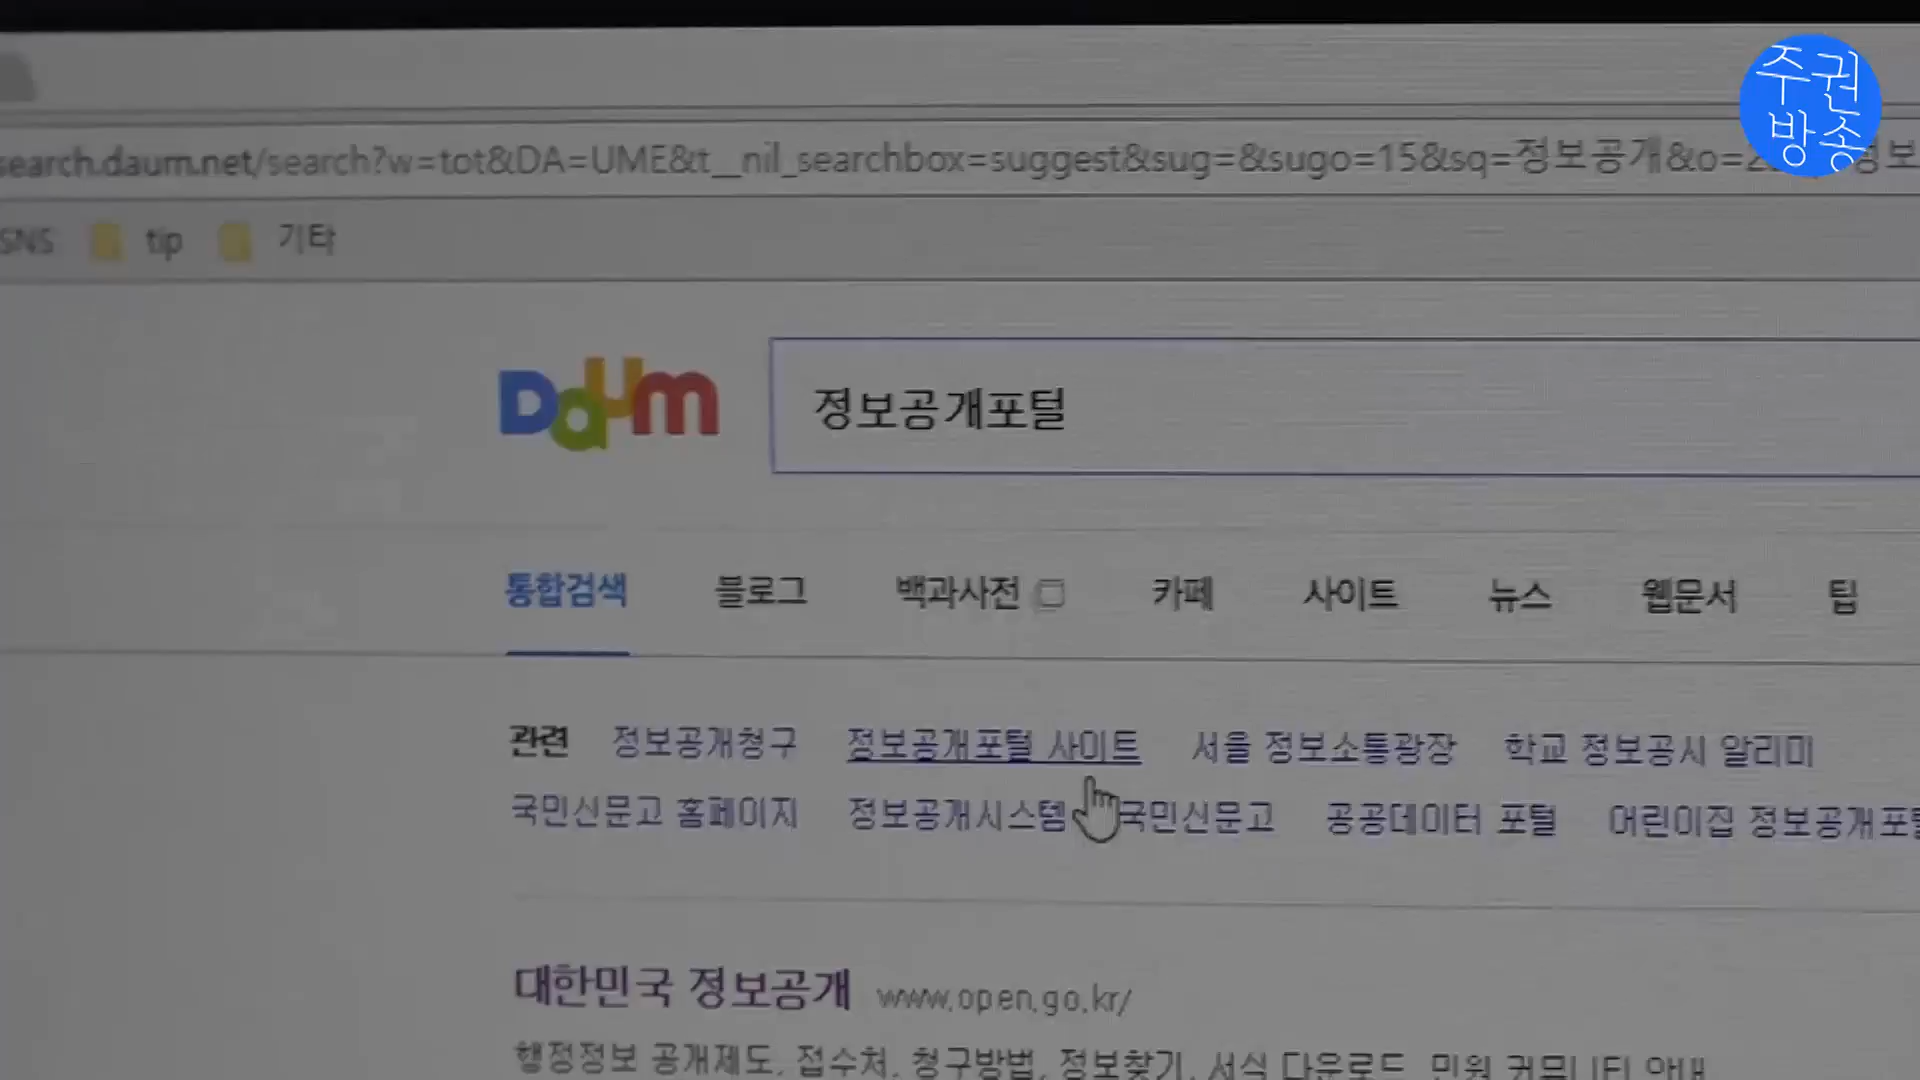 주권
방송
search.daum.net/search?w=tot&DA=UME&t__nil_searchbox=suggest&sug=&sugo=15&sq=정보공개&o=2 정보
SNS tip 기타
Daum 정보공개포털
통합검색 블로그 백과사전 카페 사이트 뉴스 웹문서 팁
관련 정보공개청구 정보공개포털 사이트 서울 정보소통광장 학교 정보공시 알리미
국민신문고 홈페이지 정보공개시스템 국민신문고 공공데이터 포털 어린이집 정보공개포털
대한민국 정보공개 www.open.go.kr/
행정정보 공개제도, 접수처, 청구방법, 정보찾기, 서식 다운로드, 민원 커뮤니티 안내